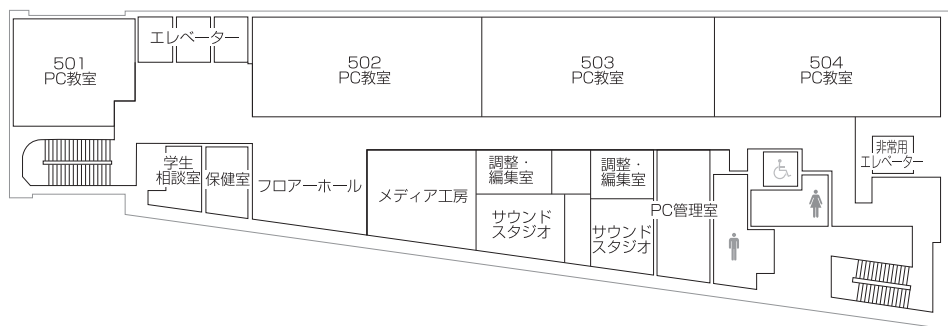 501
PC教室
エレベーター
502
PC教室
503
PC教室
504
PC教室
学生
相談室
保健室
フロアーホール
メディア工房
調整・
編集室
サウンド
スタジオ
調整・
編集室
サウンド
スタジオ
PC管理室
非常用
エレベーター